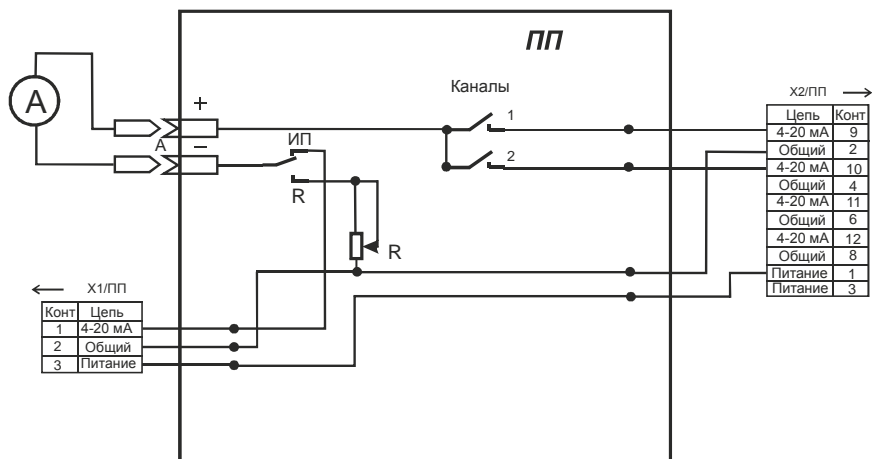 ПП
А
Каналы
+
А
–
ИП
R
R
1
2
Х2/ПП
Цепь Конт
4-20 мА 9
Общий 2
4-20 мА 10
Общий 4
4-20 мА 11
Общий 6
4-20 мА 12
Общий 8
Питание 1
Питание 3
Х1/ПП
Конт Цепь
1 4-20 мА
2 Общий
3 Питание